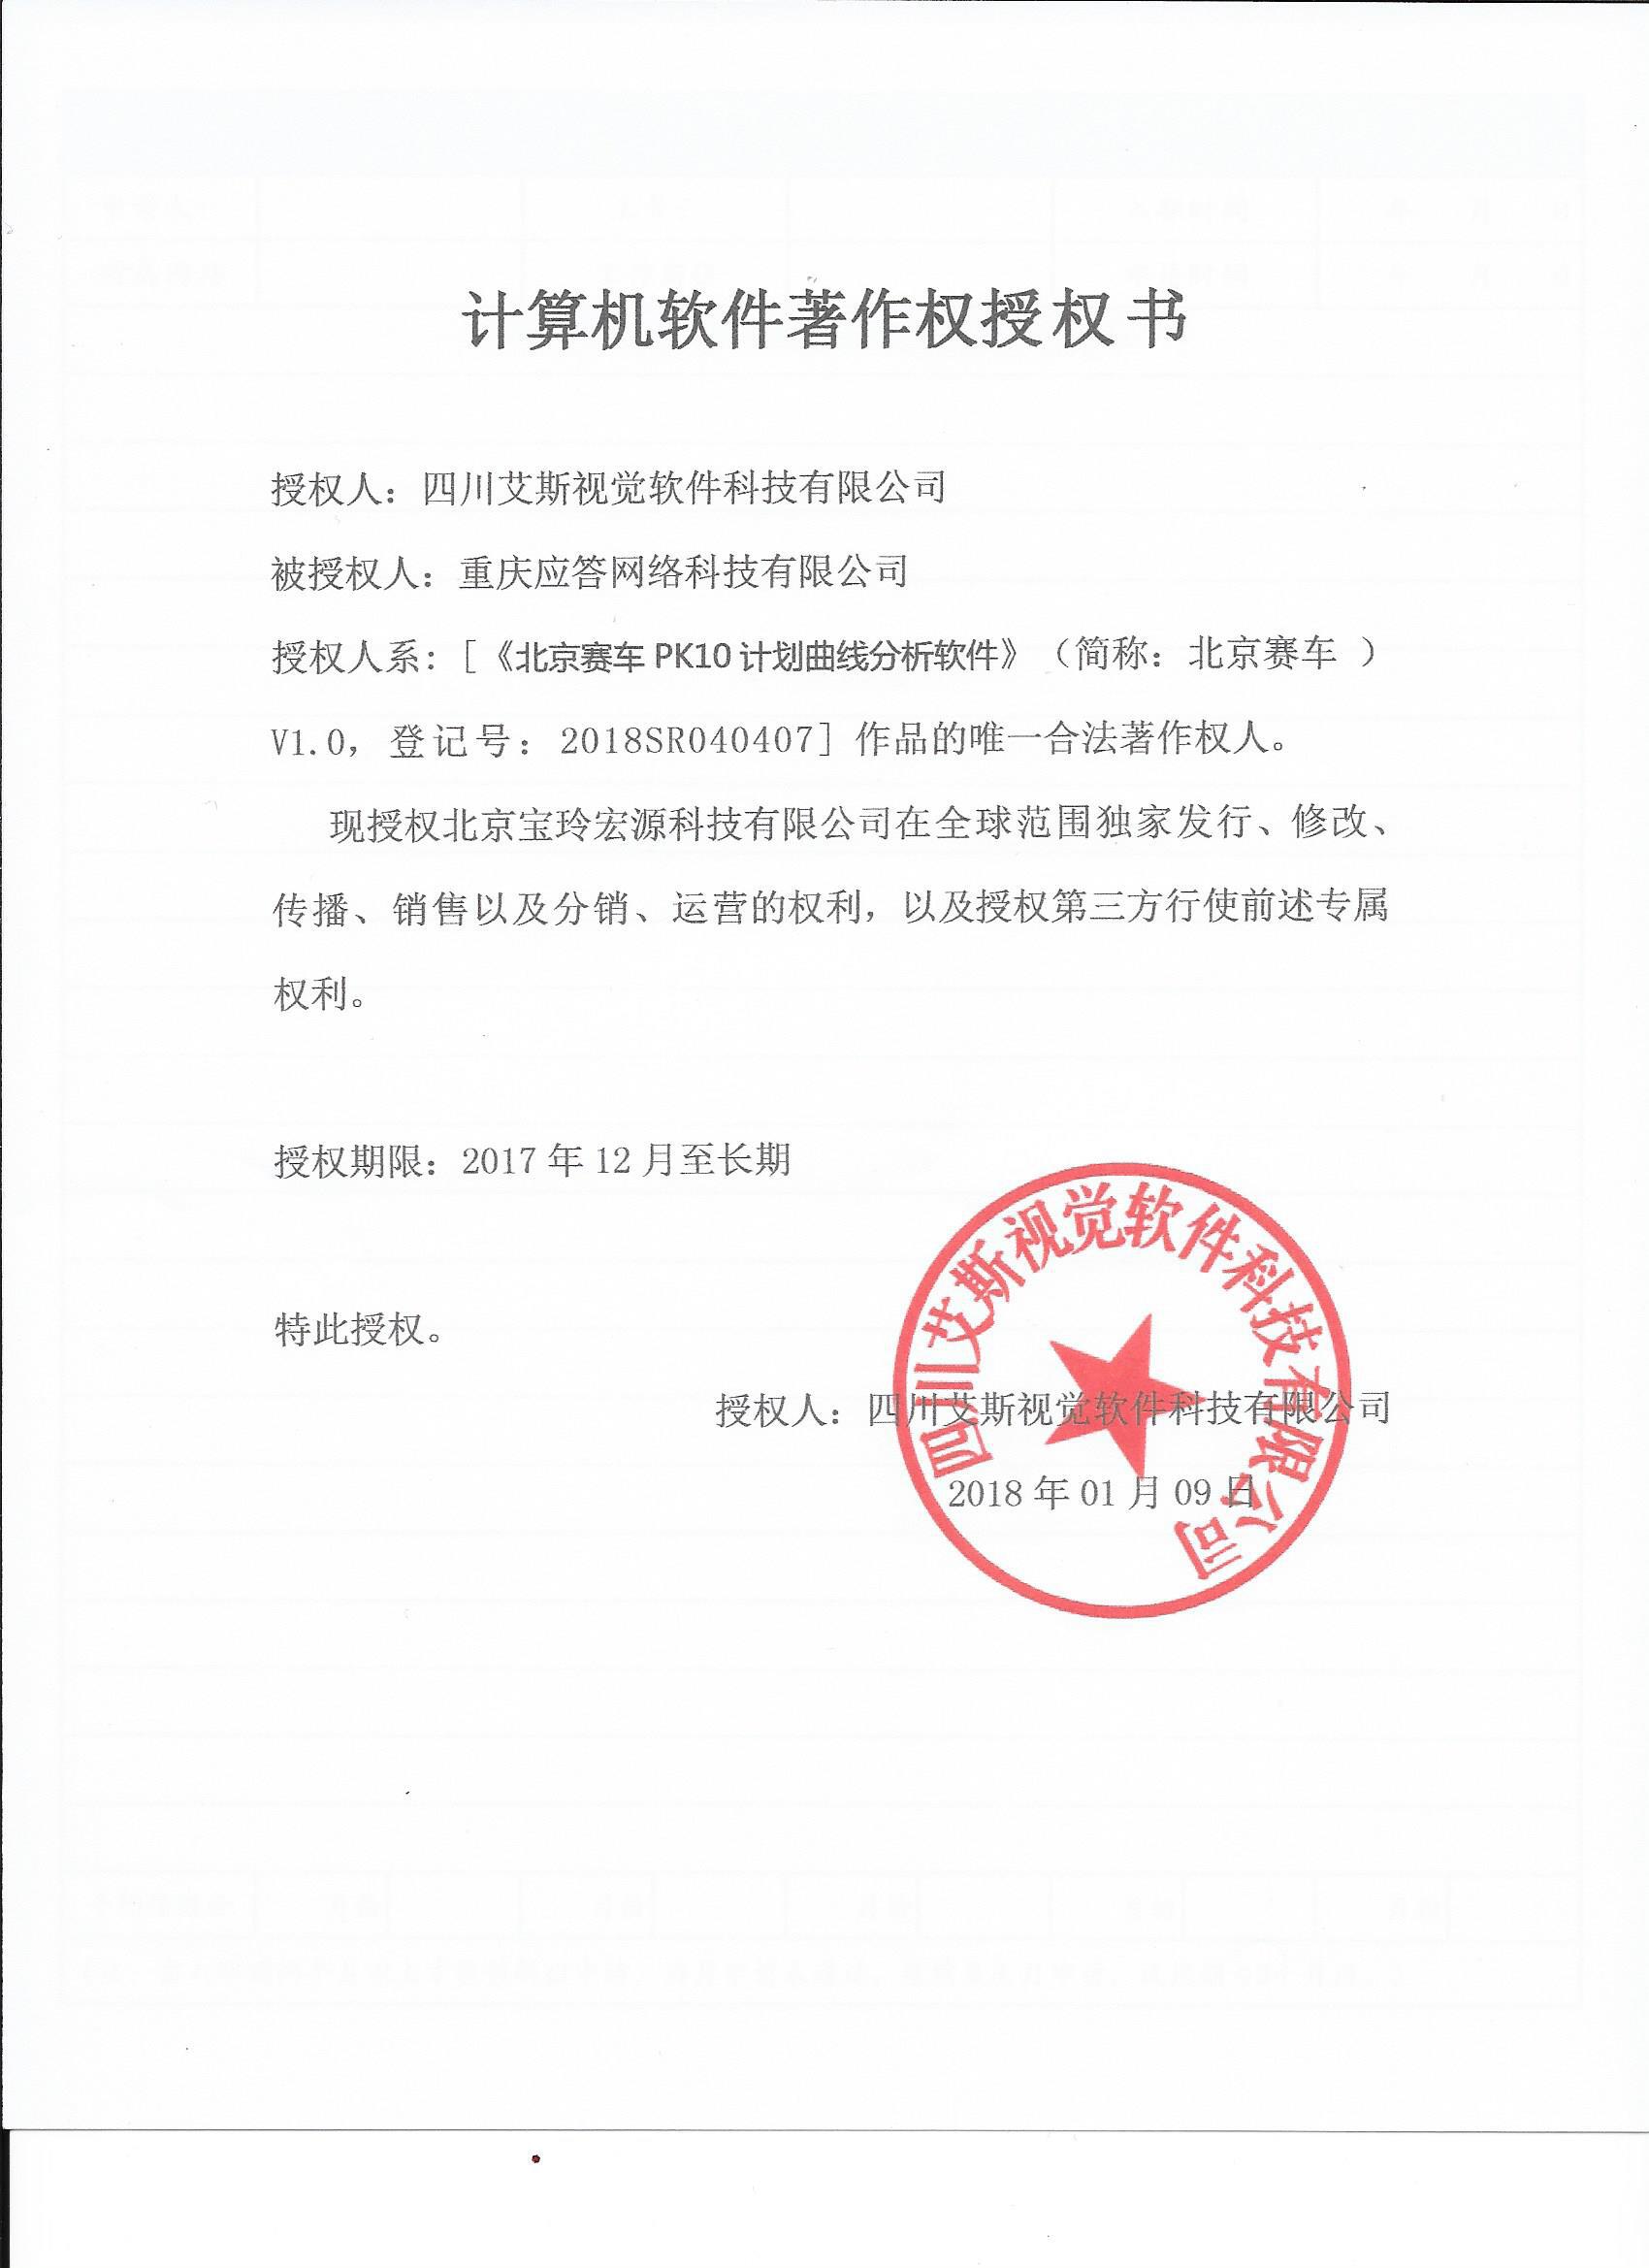 计算机软件著作权授权书
授权人：四川艾斯视觉软件科技有限公司
被授权人：重庆应答网络科技有限公司
授权人系：[《北京赛车 PK10 计划曲线分析软件》（简称：北京赛车 ）
V1.0，登记号：2018SR040407] 作品的唯一合法著作权人。
现授权北京宝玲宏源科技有限公司在全球范围独家发行、修改、
传播、销售以及分销、运营的权利，以及授权第三方行使前述专属
权利。
授权期限：2017 年 12 月至长期
特此授权。
四川艾斯视觉软件科技有限公司
授权人：四川艾斯视觉软件科技有限公司
2018 年 01 月 09 日